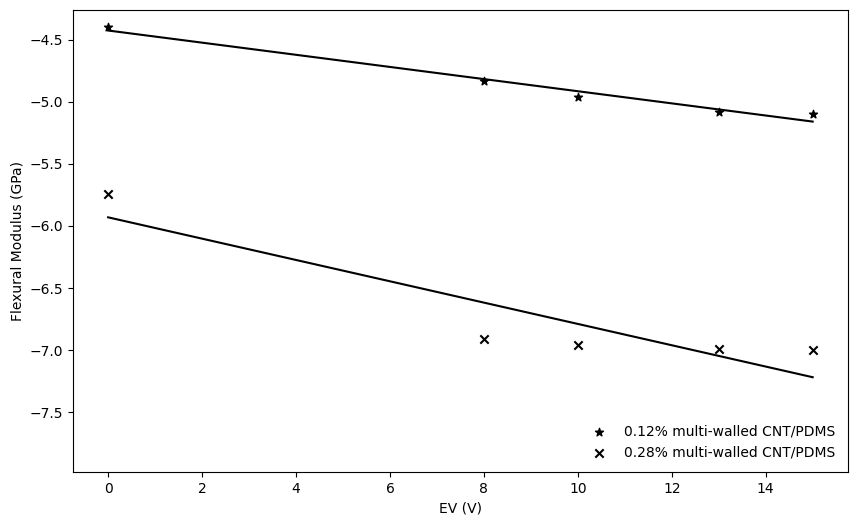 −4.5
−5.0
−5.5
−6.0
−6.5
−7.0
−7.5
Flexural Modulus (GPa)
0.12% multi-walled CNT/PDMS
0.28% multi-walled CNT/PDMS
0 2 4 6 8 10 12 14
EV (V)